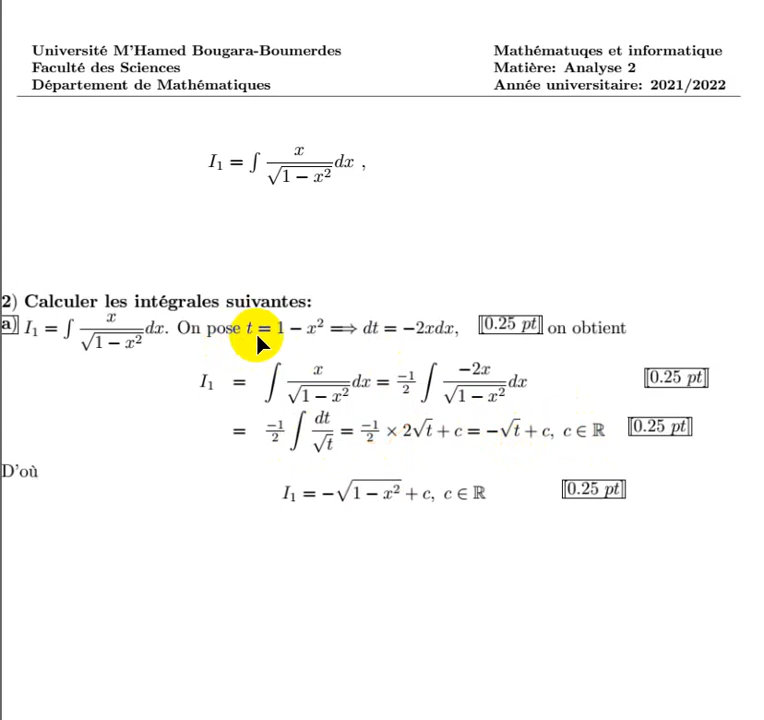 Université M'Hamed Bougara-Boumerdes
Faculté des Sciences
Département de Mathématiques
Mathématuqes et informatique
Matière: Analyse 2
Année universitaire: 2021/2022
I₁ = ∫ x/√(1 − x²) dx ,
2) Calculer les intégrales suivantes:
a) I₁ = ∫ x/√(1 − x²) dx. On pose t = 1 − x² ⟹ dt = −2xdx, [0.25 pt] on obtient
I₁ = ∫ x/√(1 − x²) dx = −1/2 ∫ −2x/√(1 − x²) dx [0.25 pt]
= −1/2 ∫ dt/√t = −1/2 × 2√t + c = −√t + c, c ∈ ℝ [0.25 pt]
D'où
I₁ = −√(1 − x²) + c, c ∈ ℝ [0.25 pt]